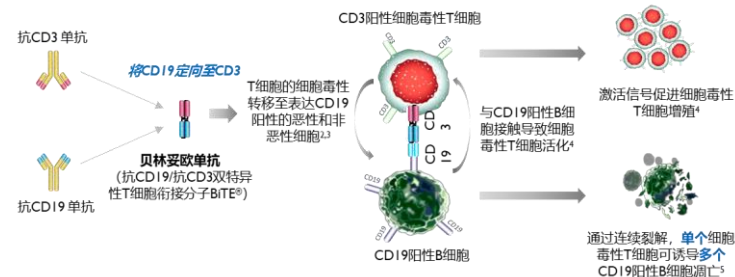 抗CD3 单抗
抗CD19 单抗
将CD19定向至CD3
贝林妥欧单抗
（抗CD19/抗CD3双特异
性T细胞衔接分子BiTE®）
T细胞的细胞毒性
转移至表达CD19
阳性的恶性和非
恶性细胞2,3
CD3阳性细胞毒性T细胞
CD3
CD3
CD3
CD
3
CD
19
CD19
CD19
CD19
CD19阳性B细胞
与CD19阳性B细
胞接触导致细胞
毒性T细胞活化4
激活信号促进细胞毒性
T细胞增殖4
通过连续裂解，单个细胞
毒性T细胞可诱导多个
CD19阳性B细胞凋亡5